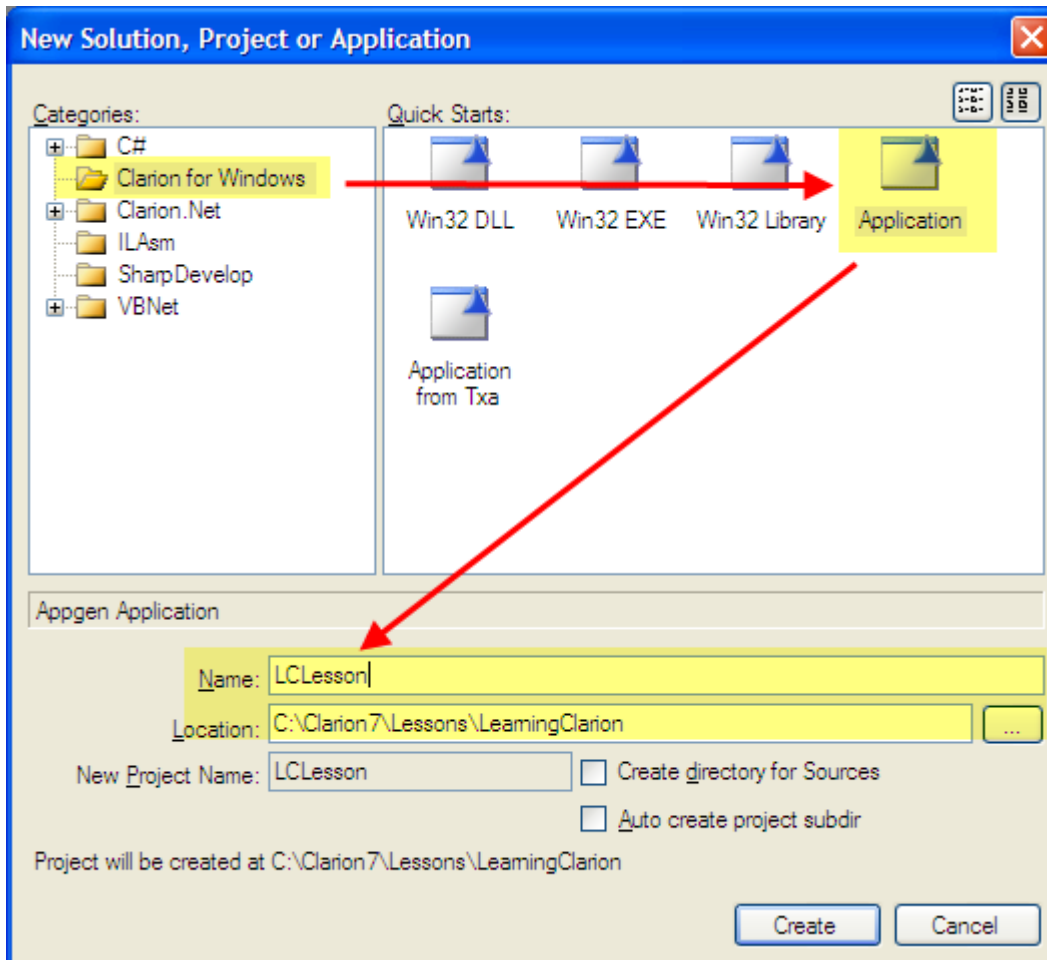 New Solution, Project or Application
Categories:
C#
Clarion for Windows
Clarion.Net
ILAsm
SharpDevelop
VBNet
Quick Starts:
Win32 DLL
Win32 EXE
Win32 Library
Application
Application
from Txa
Appgen Application
Name: LCLesson
Location: C:\Clarion7\Lessons\LearningClarion ...
New Project Name: LCLesson
Create directory for Sources
Auto create project subdir
Project will be created at C:\Clarion7\Lessons\LearningClarion
Create
Cancel